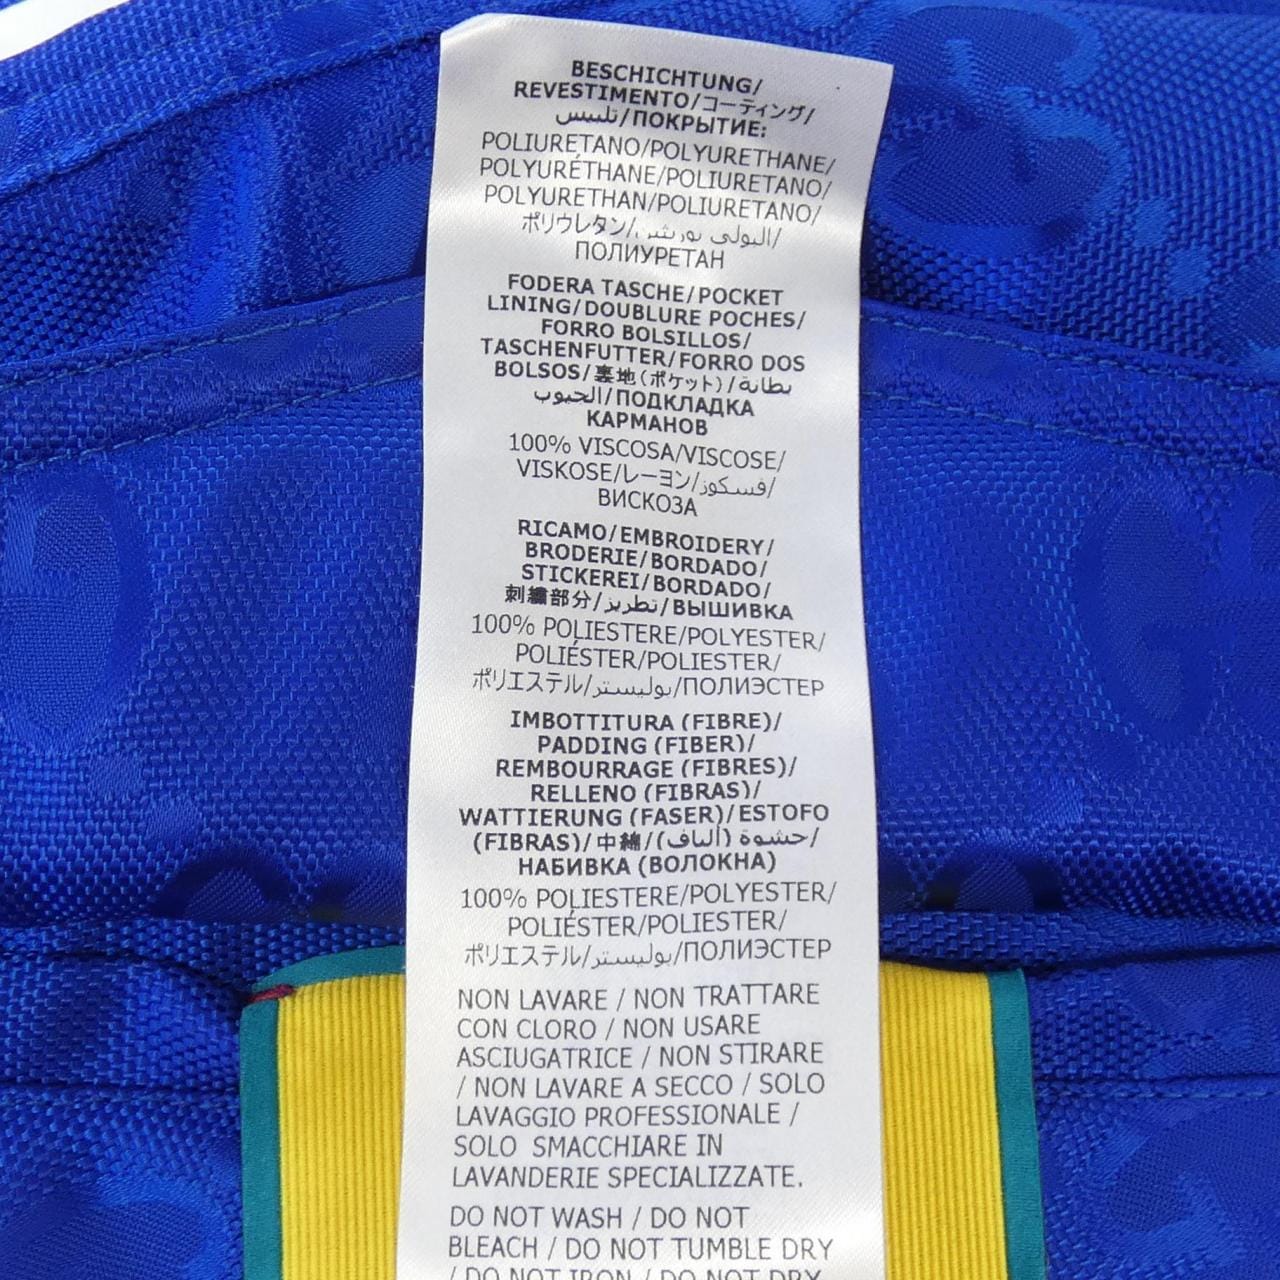 BESCHICHTUNG/
REVESTIMENTO/コーティング/
تلبيس/ПОКРЫТИЕ:
POLIURETANO/POLYURETHANE/
POLYURÉTHANE/POLIURETANO/
POLYURETHAN/POLIURETANO/
ポリウレタン/البولي يوريثين/
ПОЛИУРЕТАН
FODERA TASCHE/POCKET
LINING/DOUBLURE POCHES/
FORRO BOLSILLOS/
TASCHENFUTTER/FORRO DOS
BOLSOS/裏地(ポケット)/بطانة
الجيوب/ПОДКЛАДКА
КАРМАНОВ
100% VISCOSA/VISCOSE/
VISKOSE/レーヨン/فسكوز/
ВИСКОЗА
RICAMO/EMBROIDERY/
BRODERIE/BORDADO/
STICKEREI/BORDADO/
刺繍部分/تطريز/ВЫШИВКА
100% POLIESTERE/POLYESTER/
POLIÉSTER/POLIESTER/
ポリエステル/بوليستر/ПОЛИЭСТЕР
IMBOTTITURA (FIBRE)/
PADDING (FIBER)/
REMBOURRAGE (FIBRES)/
RELLENO (FIBRAS)/
WATTIERUNG (FASER)/ESTOFO
(FIBRAS)/中綿/حشوة (ألياف)/
НАБИВКА (ВОЛОКНА)
100% POLIESTERE/POLYESTER/
POLIÉSTER/POLIESTER/
ポリエステル/بوليستر/ПОЛИЭСТЕР
NON LAVARE / NON TRATTARE
CON CLORO / NON USARE
ASCIUGATRICE / NON STIRARE
/ NON LAVARE A SECCO / SOLO
LAVAGGIO PROFESSIONALE /
SOLO SMACCHIARE IN
LAVANDERIE SPECIALIZZATE.
DO NOT WASH / DO NOT
BLEACH / DO NOT TUMBLE DRY
/ DO NOT IRON / DO NOT DRY